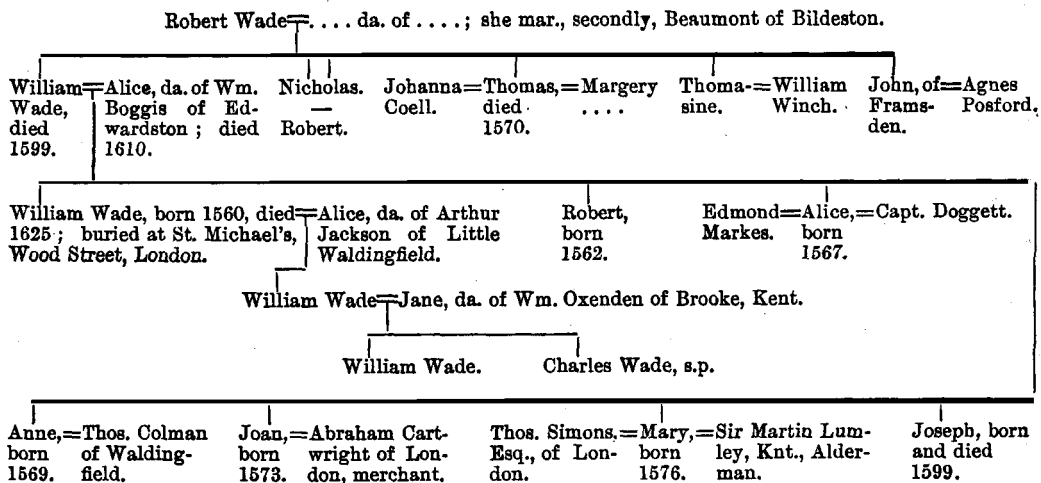 Robert Wade=. . . . da. of . . . . ; she mar., secondly, Beaumont of Bildeston.
William=Alice, da. of Wm. Nicholas. Johanna=Thomas,=Margery Thoma-=William John, of=Agnes
Wade, Boggis of Ed- — Coell. died . . . . sine. Winch. Frams- Posford.
died wardston ; died Robert. 1570. den.
1599. 1610.
William Wade, born 1560, died=Alice, da. of Arthur Robert, Edmond=Alice,=Capt. Doggett.
1625 ; buried at St. Michael's, Jackson of Little born Markes. born
Wood Street, London. Waldingfield. 1562. 1567.
William Wade=Jane, da. of Wm. Oxenden of Brooke, Kent.
William Wade. Charles Wade, s.p.
Anne,=Thos. Colman Joan,=Abraham Cart- Thos. Simons,=Mary,=Sir Martin Lum- Joseph, born
born of Walding- born wright of Lon- Esq., of Lon- born ley, Knt., Alder- and died
1569. field. 1573. don, merchant. don. 1576. man. 1599.